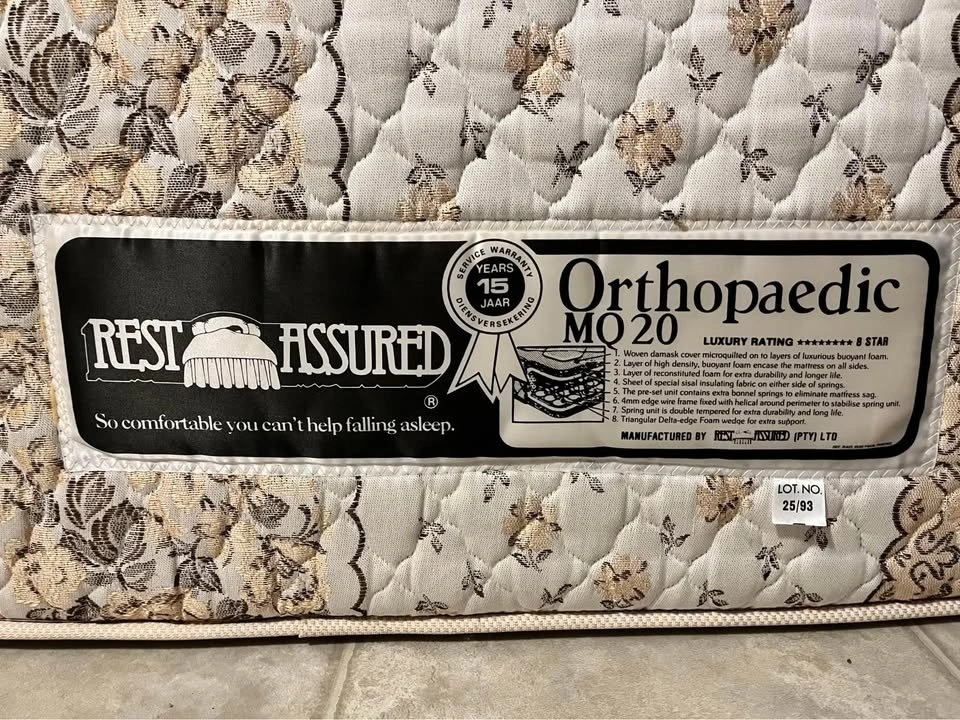 REST ASSURED
®
So comfortable you can't help falling asleep.
SERVICE WARRANTY
YEARS
15
JAAR
DIENSVERSEKERING
Orthopaedic
MQ 20
LUXURY RATING ******** 8 STAR
1. Woven damask cover microquilted on to layers of luxurious buoyant foam.
2. Layer of high density, buoyant foam encase the mattress on all sides.
3. Layer of reconstituted foam for extra durability and longer life.
4. Sheet of special sisal insulating fabric on either side of springs.
5. The pre-set unit contains extra bonnel springs to eliminate mattress sag.
6. 4mm edge wire frame fixed with helical around perimeter to stabilise spring unit.
7. Spring unit is double tempered for extra durability and long life.
8. Triangular Delta-edge Foam wedge for extra support.
MANUFACTURED BY REST ASSURED (PTY) LTD
LOT. NO.
25/93